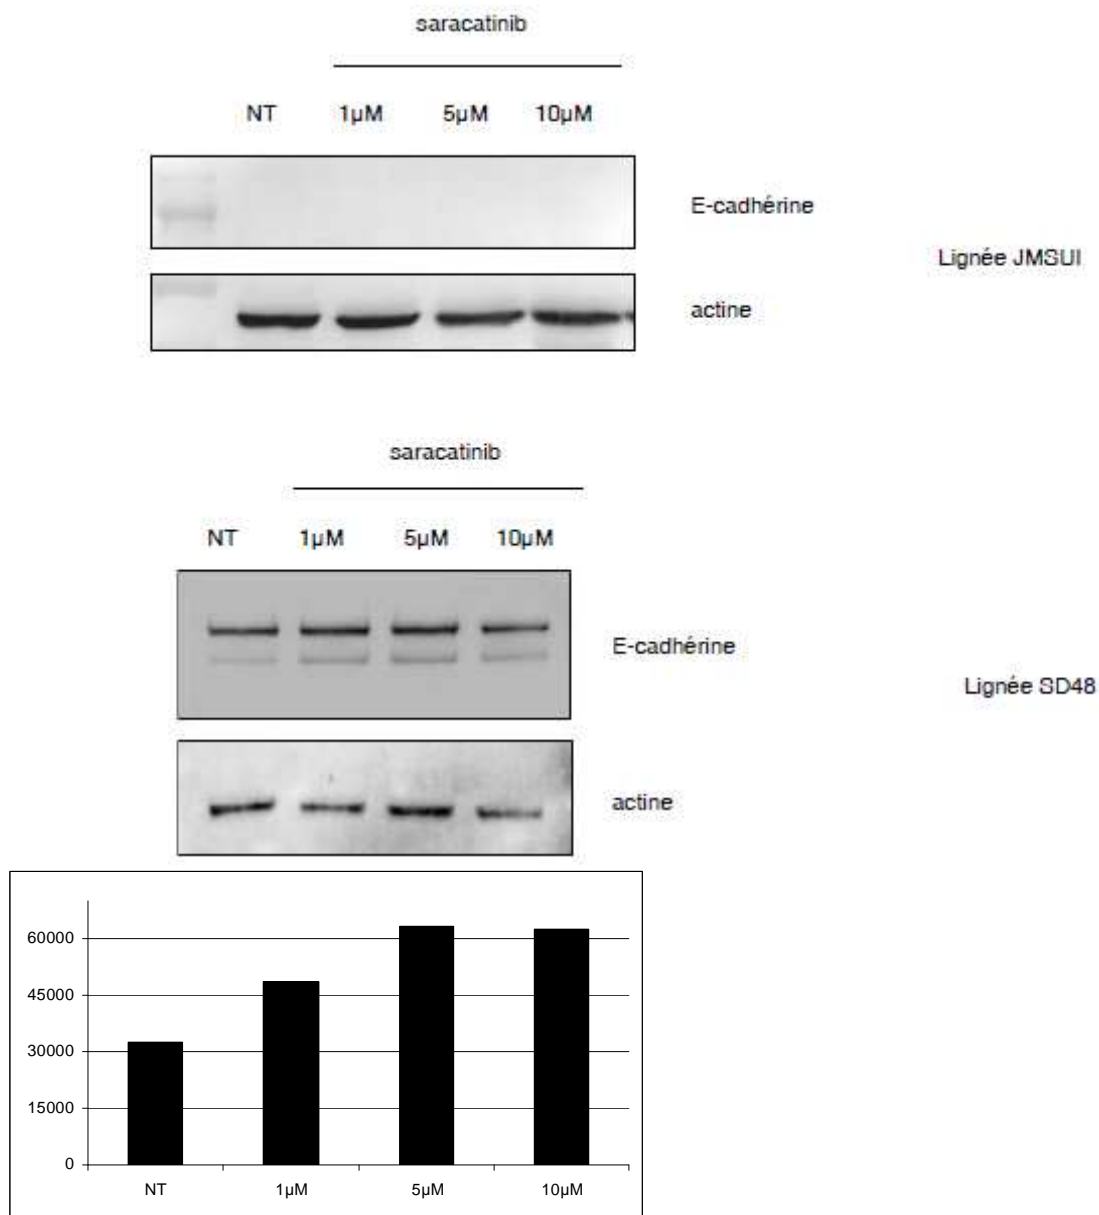 saracatinib
NT 1µM 5µM 10µM
E-cadhérine
Lignée JMSUI
actine
saracatinib
NT 1µM 5µM 10µM
E-cadhérine
Lignée SD48
actine
60000
45000
30000
15000
0
NT 1µM 5µM 10µM